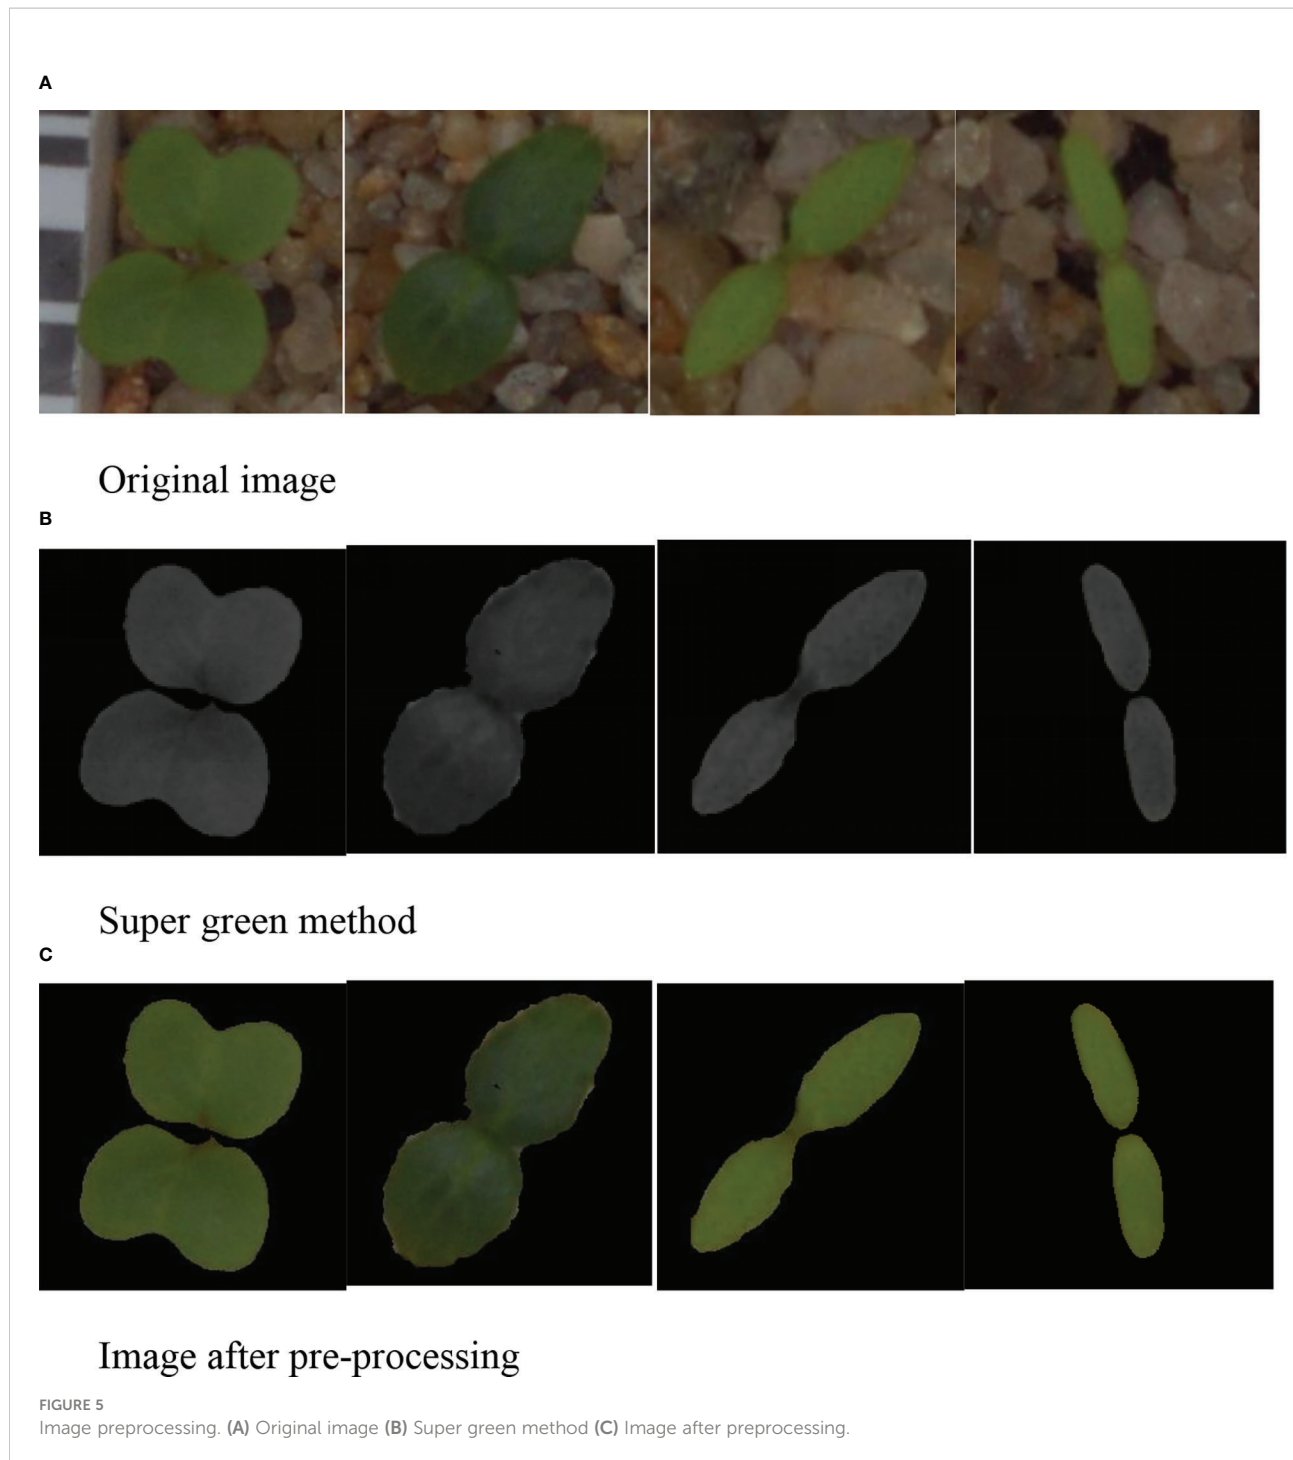 A
Original image
B
Super green method
C
Image after pre-processing
FIGURE 5
Image preprocessing. (A) Original image (B) Super green method (C) Image after preprocessing.